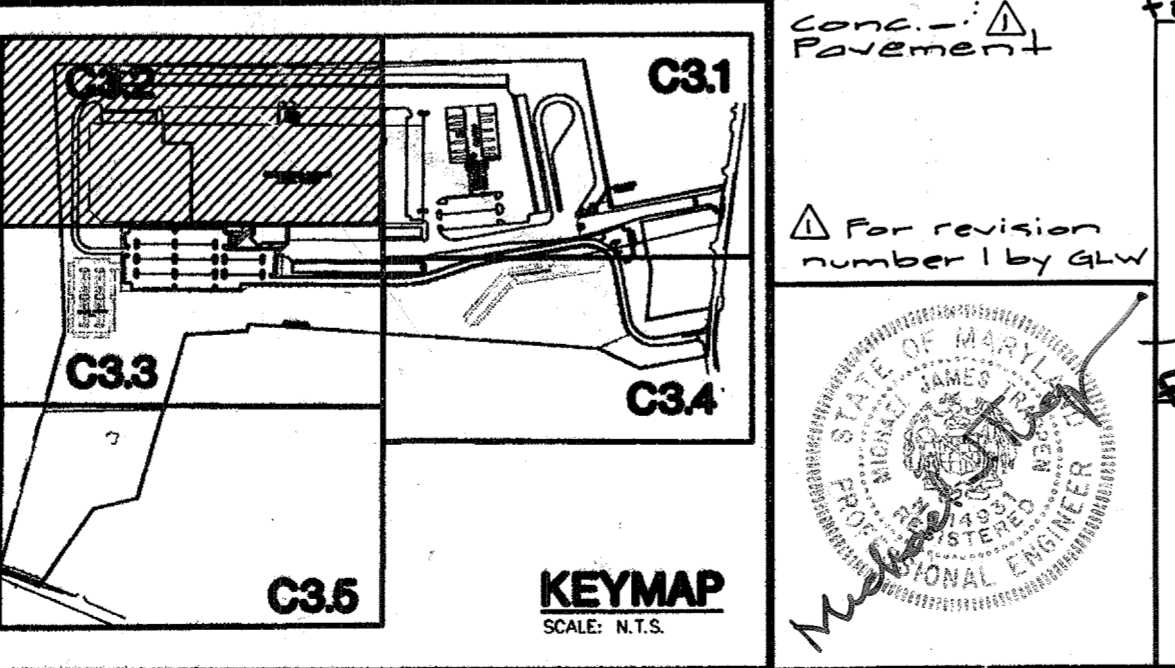 C3.2
C3.1
C3.3
C3.4
C3.5
KEYMAP
SCALE: N.T.S.
conc. 1
Pavement
1 For revision
number 1 by GLW
STATE OF MARYLAND
MICHAEL JAMES
14931
REGISTERED
PROFESSIONAL ENGINEER